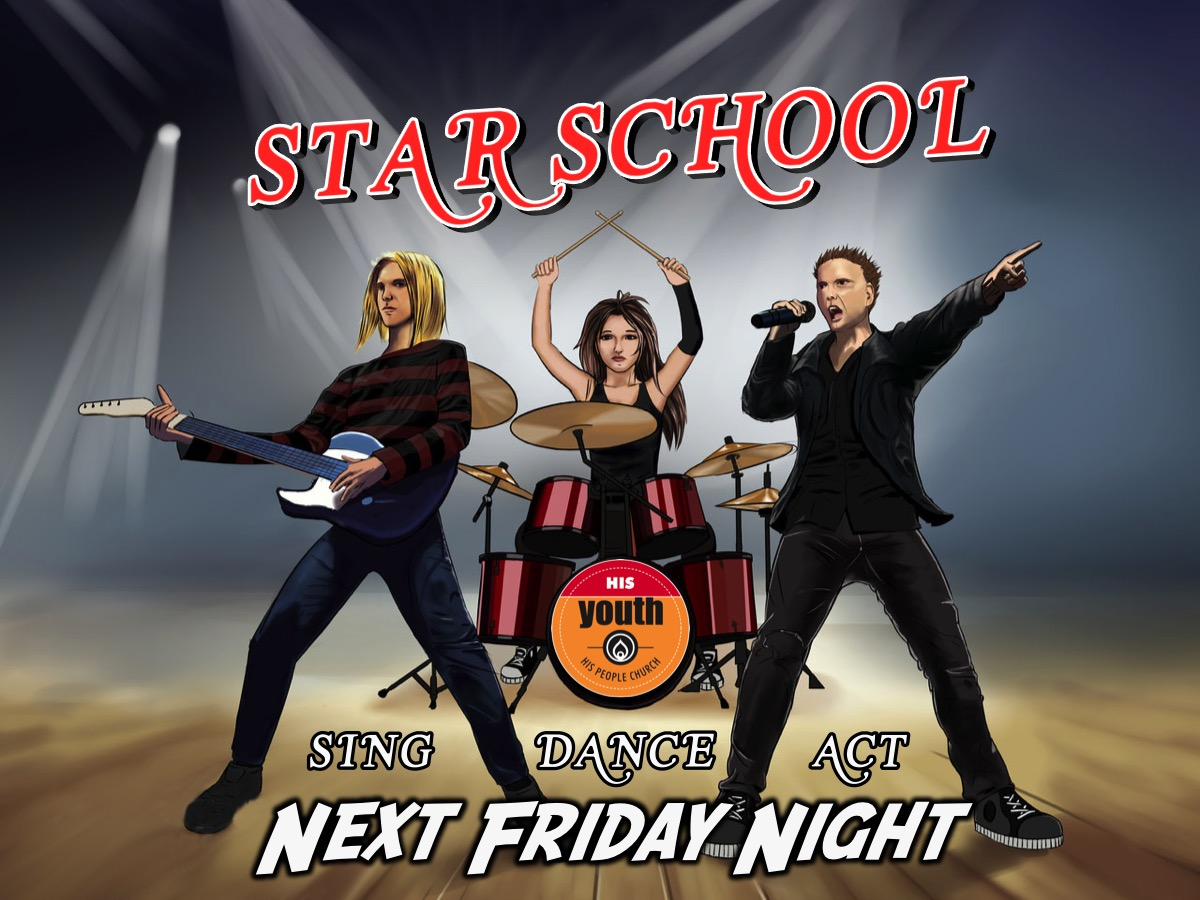 STAR SCHOOL
HIS
youth
HIS PEOPLE CHURCH
SING DANCE ACT
NEXT FRIDAY NIGHT